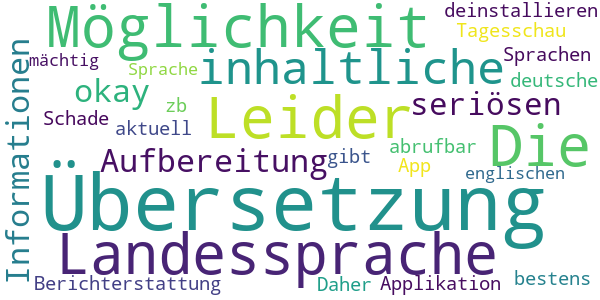 Möglichkeit
deinstallieren
Tagesschau
mächtig
Sprache
inhaltliche
Sprachen
deutsche
okay
zb
Leider
seriösen
Schade
aktuell
Die
abrufbar
Informationen
Aufbereitung
gibt
App
englischen
Übersetzung
Landessprache
Berichterstattung
Daher
Applikation
bestens